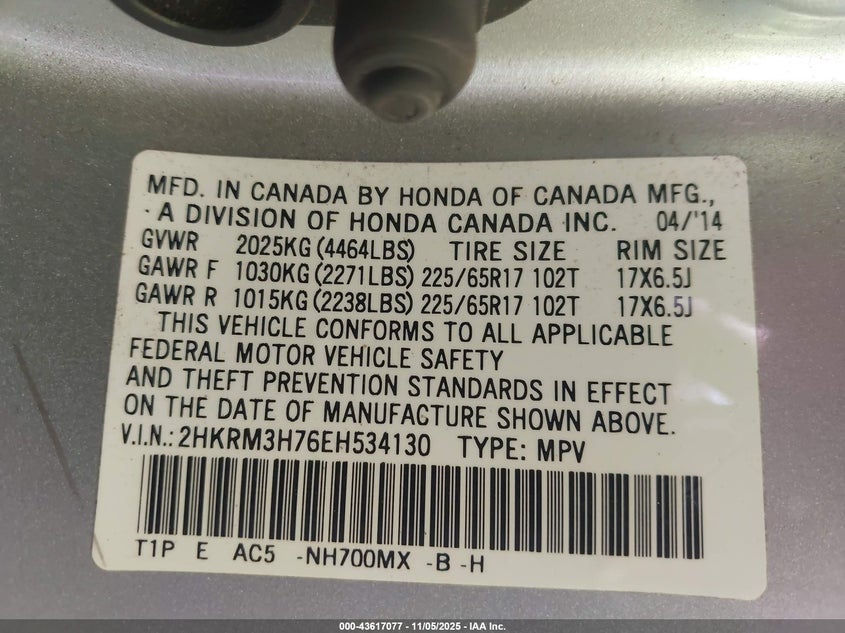 MFD. IN CANADA BY HONDA OF CANADA MFG.,
A DIVISION OF HONDA CANADA INC. 04/'14
GVWR 2025KG (4464LBS) TIRE SIZE RIM SIZE
GAWR F 1030KG (2271LBS) 225/65R17 102T 17X6.5J
GAWR R 1015KG (2238LBS) 225/65R17 102T 17X6.5J
THIS VEHICLE CONFORMS TO ALL APPLICABLE
FEDERAL MOTOR VEHICLE SAFETY
AND THEFT PREVENTION STANDARDS IN EFFECT
ON THE DATE OF MANUFACTURE SHOWN ABOVE.
V.I.N.: 2HKRM3H76EH534130 TYPE: MPV
T1P E AC5 -NH700MX -B -H
000-43617077 - 11/05/2025 - IAA Inc.